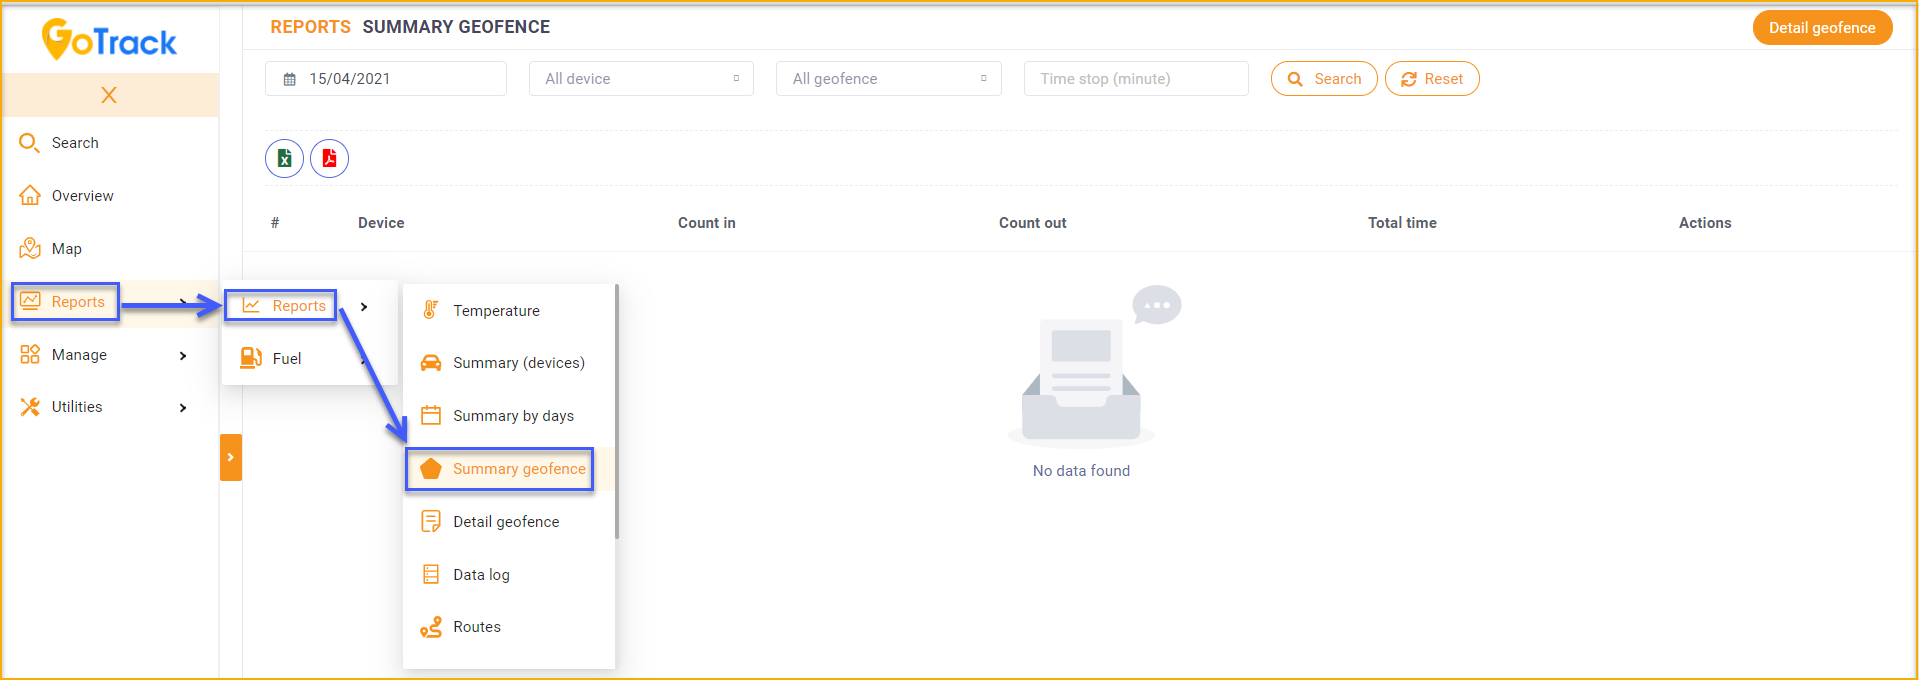 GoTrack
REPORTS SUMMARY GEOFENCE
Detail geofence
15/04/2021
All device
All geofence
Time stop (minute)
Search
Reset
X
Search
Overview
Map
Reports
Manage
Utilities
Reports
Fuel
Temperature
Summary (devices)
Summary by days
Summary geofence
Detail geofence
Data log
Routes
# Device Count in Count out Total time Actions
No data found